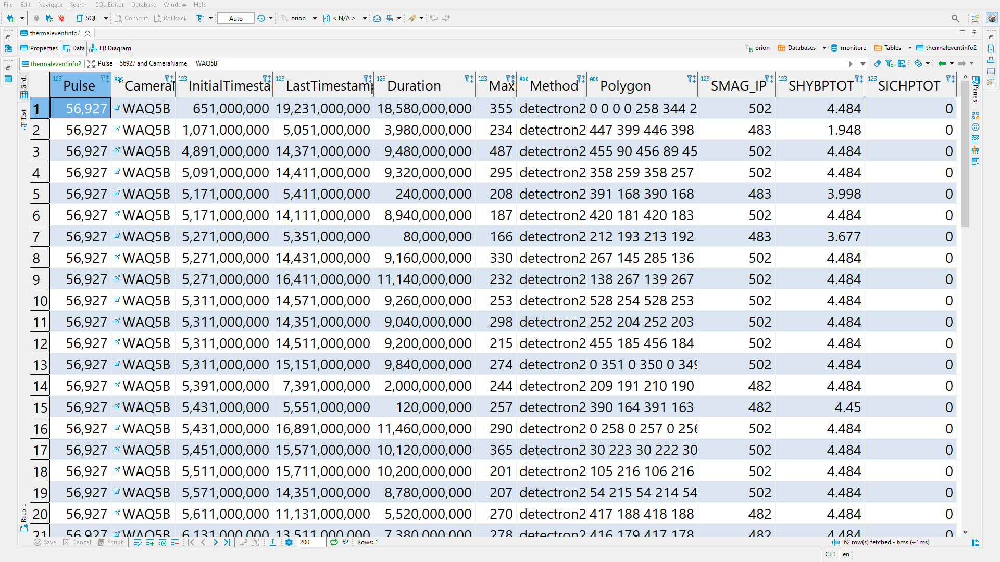 File Edit Navigate Search SQL Editor Database Window Help
SQL Commit Rollback Auto orion < N/A >
thermaleventinfo2
Properties Data ER Diagram orion Databases monitore Tables thermaleventinfo2
thermaleventinfo2 Pulse = 56927 and CameraName = 'WAQ5B'
Grid
Text
Record
Panels
123 Pulse ABC Camera 123 InitialTimesta 123 LastTimestamp 123 Duration 123 Maxi ABC Method ABC Polygon 123 SMAG_IP 123 SHYBPTOT 123 SICHPTOT
1 56,927 WAQ5B 651,000,000 19,231,000,000 18,580,000,000 355 detectron2 0 0 0 0 258 344 2 502 4.484 0
2 56,927 WAQ5B 1,071,000,000 5,051,000,000 3,980,000,000 234 detectron2 447 399 446 398 483 1.948 0
3 56,927 WAQ5B 4,891,000,000 14,371,000,000 9,480,000,000 487 detectron2 455 90 456 89 45 502 4.484 0
4 56,927 WAQ5B 5,091,000,000 14,411,000,000 9,320,000,000 295 detectron2 358 259 358 257 502 4.484 0
5 56,927 WAQ5B 5,171,000,000 5,411,000,000 240,000,000 208 detectron2 391 168 390 168 483 3.998 0
6 56,927 WAQ5B 5,171,000,000 14,111,000,000 8,940,000,000 187 detectron2 420 181 420 183 502 4.484 0
7 56,927 WAQ5B 5,271,000,000 5,351,000,000 80,000,000 166 detectron2 212 193 213 192 483 3.677 0
8 56,927 WAQ5B 5,271,000,000 14,431,000,000 9,160,000,000 330 detectron2 267 145 285 136 502 4.484 0
9 56,927 WAQ5B 5,271,000,000 16,411,000,000 11,140,000,000 232 detectron2 138 267 139 267 502 4.484 0
10 56,927 WAQ5B 5,311,000,000 14,571,000,000 9,260,000,000 253 detectron2 528 254 528 253 502 4.484 0
11 56,927 WAQ5B 5,311,000,000 14,351,000,000 9,040,000,000 298 detectron2 252 204 252 203 502 4.484 0
12 56,927 WAQ5B 5,311,000,000 14,511,000,000 9,200,000,000 215 detectron2 455 185 456 184 502 4.484 0
13 56,927 WAQ5B 5,311,000,000 15,151,000,000 9,840,000,000 274 detectron2 0 351 0 350 0 349 502 4.484 0
14 56,927 WAQ5B 5,391,000,000 7,391,000,000 2,000,000,000 244 detectron2 209 191 210 190 482 4.484 0
15 56,927 WAQ5B 5,431,000,000 5,551,000,000 120,000,000 257 detectron2 390 164 391 163 482 4.45 0
16 56,927 WAQ5B 5,431,000,000 16,891,000,000 11,460,000,000 290 detectron2 0 258 0 257 0 256 502 4.484 0
17 56,927 WAQ5B 5,451,000,000 15,571,000,000 10,120,000,000 365 detectron2 30 223 30 222 30 502 4.484 0
18 56,927 WAQ5B 5,511,000,000 15,711,000,000 10,200,000,000 201 detectron2 105 216 106 216 502 4.484 0
19 56,927 WAQ5B 5,571,000,000 14,351,000,000 8,780,000,000 207 detectron2 54 215 54 214 54 502 4.484 0
20 56,927 WAQ5B 5,611,000,000 11,131,000,000 5,520,000,000 270 detectron2 417 188 418 188 482 4.484 0
21 56,927 WAQ5B 6,131,000,000 13,511,000,000 7,380,000,000 278 detectron2 416 179 417 178 482 4.484 0
Save Cancel Script 200 62 Rows: 1 62 row(s) fetched - 6ms (+1ms)
CET en